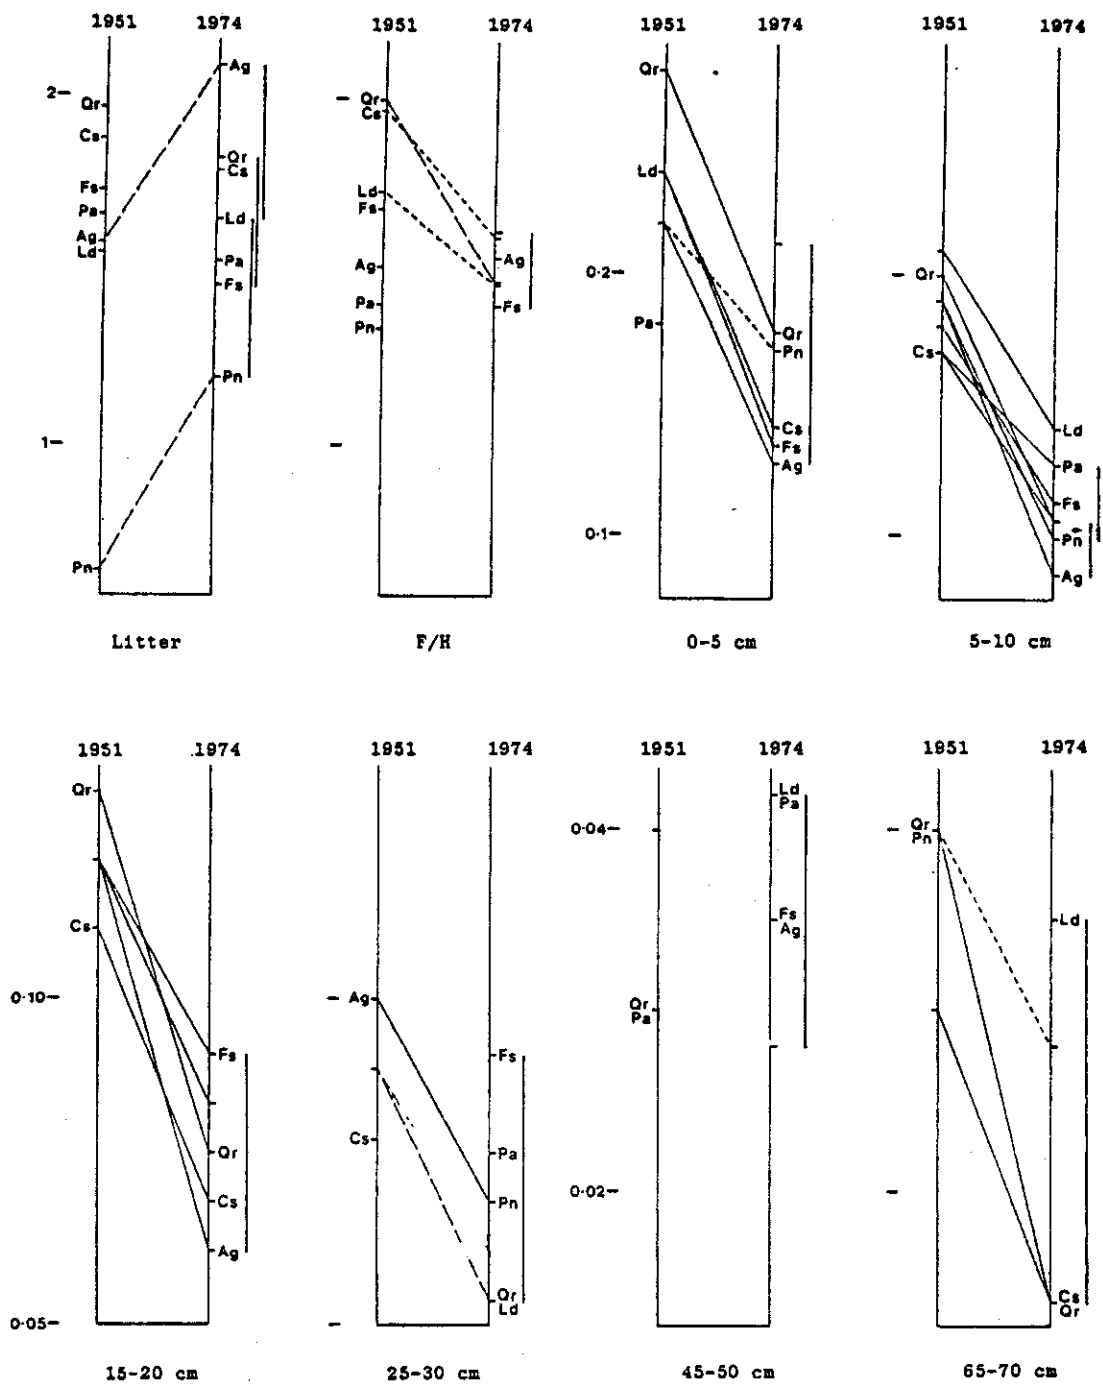 1951 1974 1951 1974 1951 1974 1951 1974
Ag
2
Qr
Cs
Qr
Cs
Fs
Pa
Ld
Ag
Ld
Pa
Fs
Pn
1
Pn
Litter
Qr
Cs
Ld
Fs
Ag
Ag
Pa
Fs
Pn
F/H
Qr
Ld
0·2
Pa
Qr
Pn
Cs
Fs
Ag
0·1
0-5 cm
Qr
Cs
Ld
Pa
Fs
Pn
Ag
5-10 cm
1951 1974 1951 1974 1951 1974 1951 1974
Qr
Cs
0·10
Fs
Qr
Cs
Ag
0·05
15-20 cm
Ag
Fs
Cs
Pa
Pn
Qr
Ld
25-30 cm
Ld
Pa
0·04
Fs
Ag
Qr
Pa
0·02
45-50 cm
Qr
Pn
Ld
Cs
Qr
65-70 cm